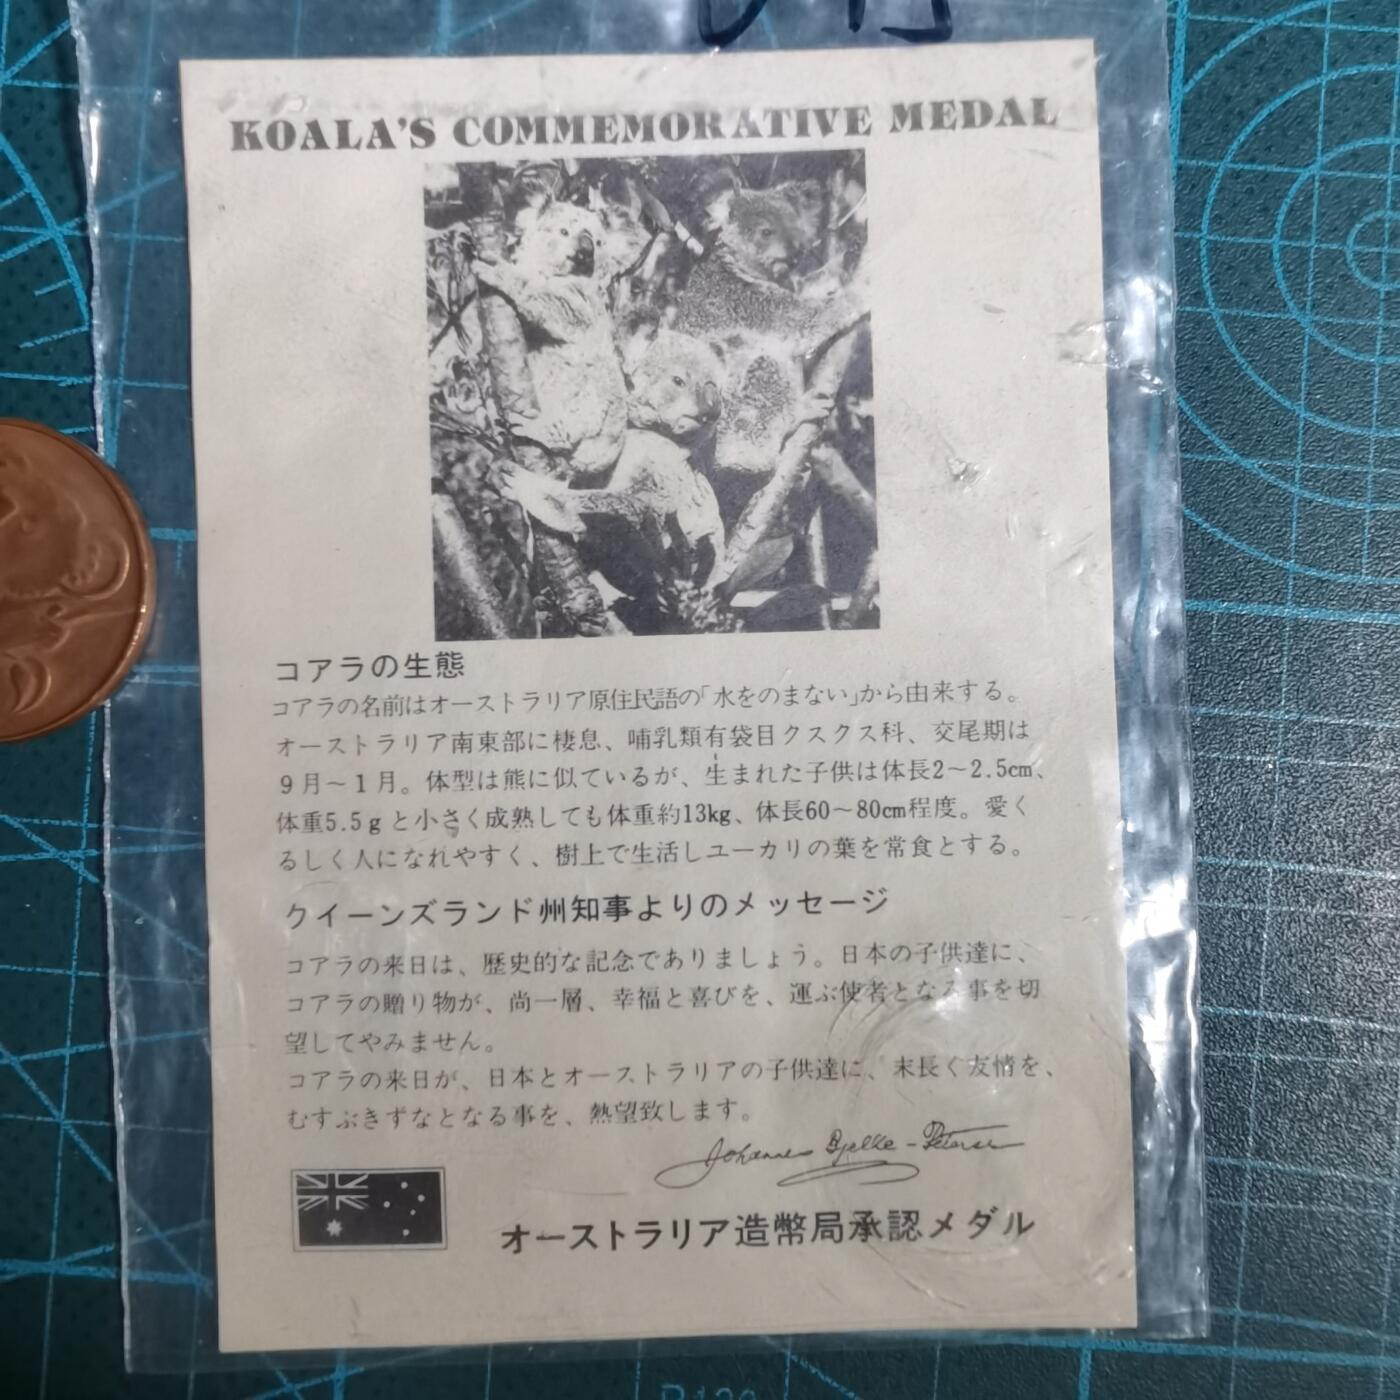 KOALA'S COMMEMORATIVE MEDAL
コアラの生態
コアラの名前はオーストラリア原住民語の「水をのまない」から由来する。
オーストラリア南東部に棲息、哺乳類有袋目クスクス科、交尾期は
9月〜1月。体型は熊に似ているが、生まれた子供は体長2〜2.5cm、
体重5.5gと小さく成熟しても体重約13kg、体長60〜80cm程度。愛く
るしく人になれやすく、樹上で生活しユーカリの葉を常食とする。
クイーンズランド州知事よりのメッセージ
コアラの来日は、歴史的な記念でありましょう。日本の子供達に、
コアラの贈り物が、尚一層、幸福と喜びを、運ぶ使者となる事を切
望してやみません。
コアラの来日が、日本とオーストラリアの子供達に、末長く友情を、
むすぶきずなとなる事を、熱望致します。
Johannes Bjelke-Petersen
オーストラリア造幣局承認メダル